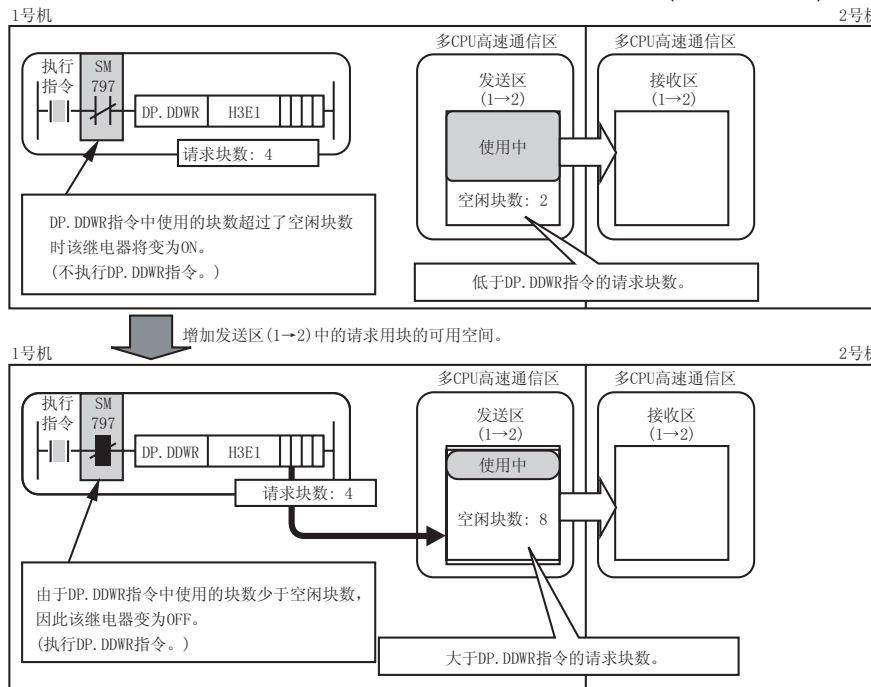 1号机
2号机
多CPU高速通信区
多CPU高速通信区
执行
指令
SM
797
DP.DDWR
H3E1
请求块数: 4
发送区
(1→2)
使用中
空闲块数: 2
接收区
(1→2)
DP.DDWR指令中使用的块数超过了空闲块数
时该继电器将变为ON。
(不执行DP.DDWR指令。)
低于DP.DDWR指令的请求块数。
增加发送区(1→2)中的请求用块的可用空间。
1号机
2号机
多CPU高速通信区
多CPU高速通信区
执行
指令
SM
797
DP.DDWR
H3E1
请求块数: 4
发送区
(1→2)
使用中
空闲块数: 8
接收区
(1→2)
由于DP.DDWR指令中使用的块数少于空闲块数,
因此该继电器变为OFF。
(执行DP.DDWR指令。)
大于DP.DDWR指令的请求块数。